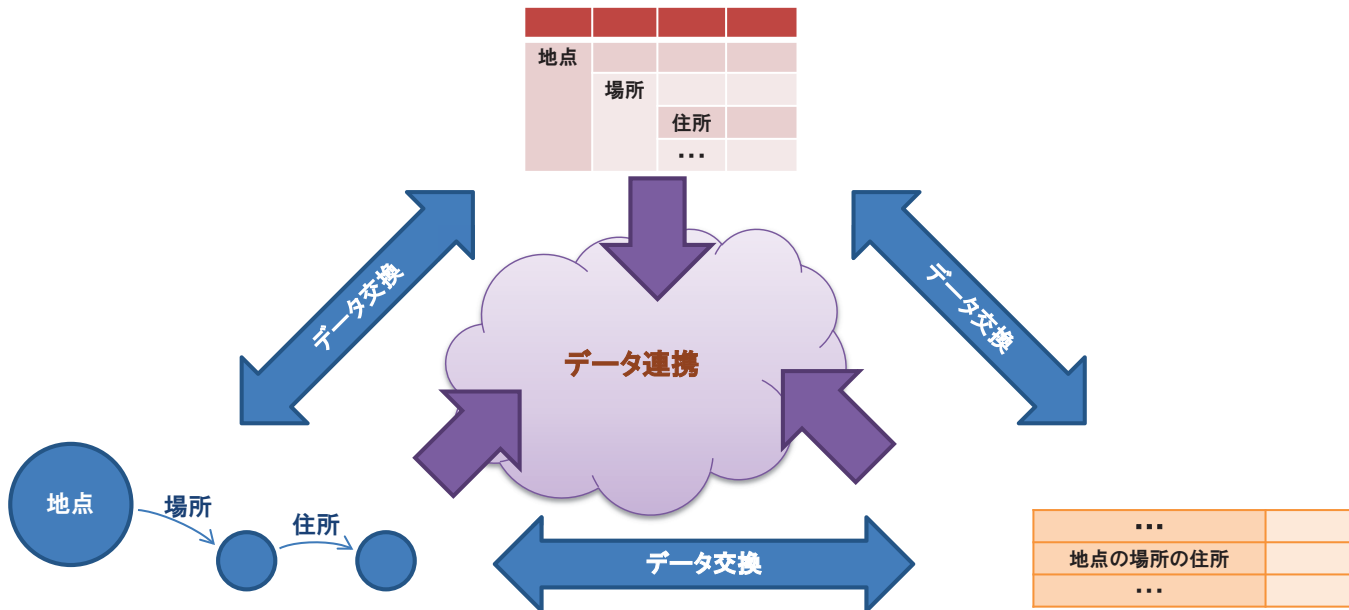 地点
場所
住所
・・・
データ交換
データ交換
データ連携
地点
場所
住所
データ交換
・・・
地点の場所の住所
・・・